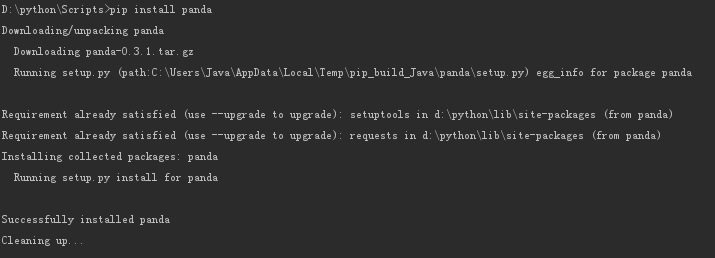 D:\python\Scripts>pip install panda
Downloading/unpacking panda
Downloading panda-0.3.1.tar.gz
Running setup.py (path:C:\Users\Java\AppData\Local\Temp\pip_build_Java\panda\setup.py) egg_info for package panda
Requirement already satisfied (use --upgrade to upgrade): setuptools in d:\python\lib\site-packages (from panda)
Requirement already satisfied (use --upgrade to upgrade): requests in d:\python\lib\site-packages (from panda)
Installing collected packages: panda
Running setup.py install for panda
Successfully installed panda
Cleaning up...